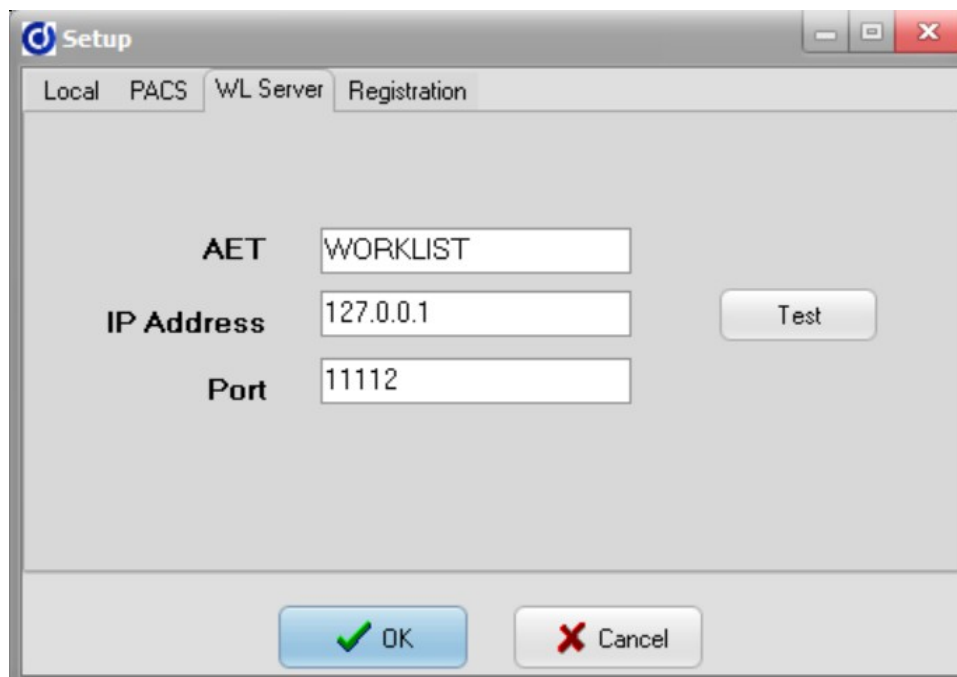 Setup
Local PACS WL Server Registration
AET WORKLIST
IP Address 127.0.0.1 Test
Port 11112
OK Cancel